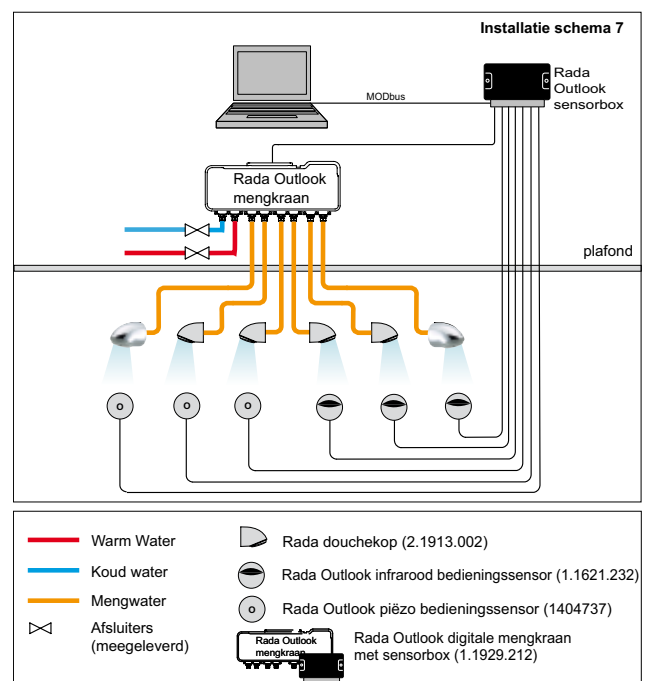 Installatie schema 7
Rada
Outlook
sensorbox
MODbus
Rada Outlook
mengkraan
plafond
o
o
o
Warm Water
Rada douchekop (2.1913.002)
Koud water
Rada Outlook infrarood bedieningssensor (1.1621.232)
Mengwater
o
Rada Outlook piëzo bedieningssensor (1404737)
Afsluiters
(meegeleverd)
Rada Outlook
mengkraan
Rada Outlook digitale mengkraan
met sensorbox (1.1929.212)